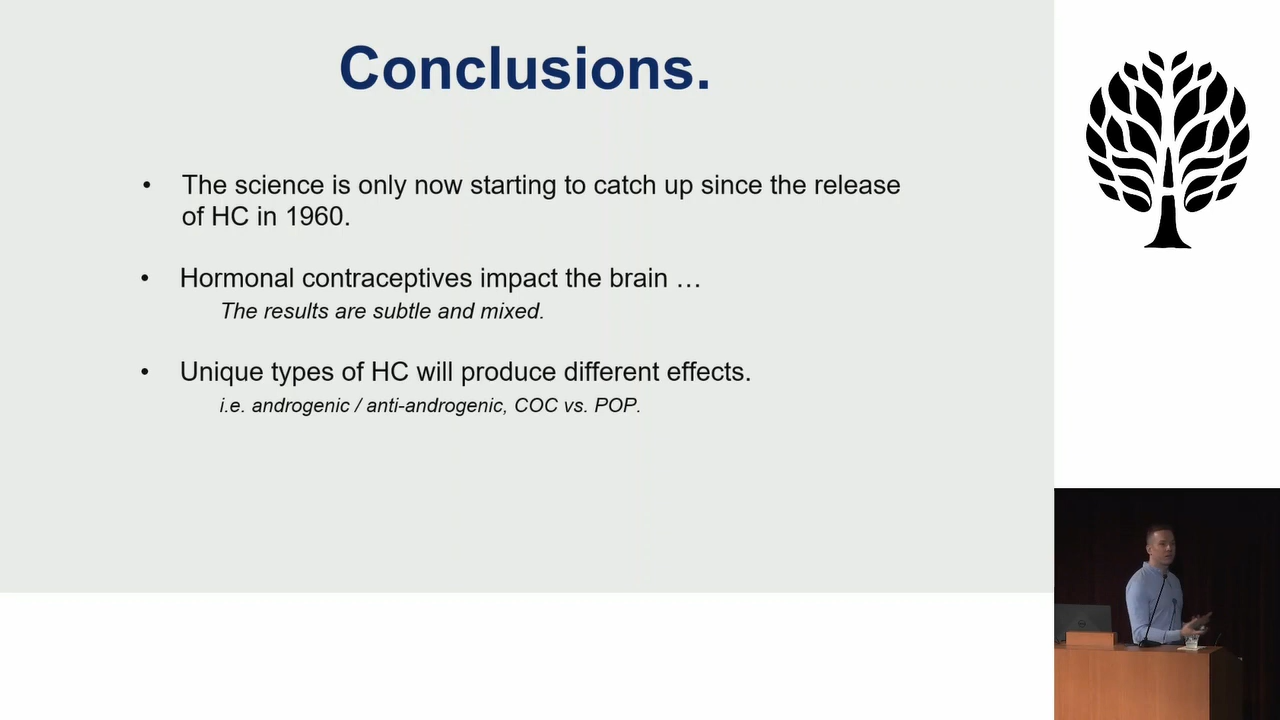 Conclusions.
• The science is only now starting to catch up since the release
of HC in 1960.
• Hormonal contraceptives impact the brain …
The results are subtle and mixed.
• Unique types of HC will produce different effects.
i.e. androgenic / anti-androgenic, COC vs. POP.